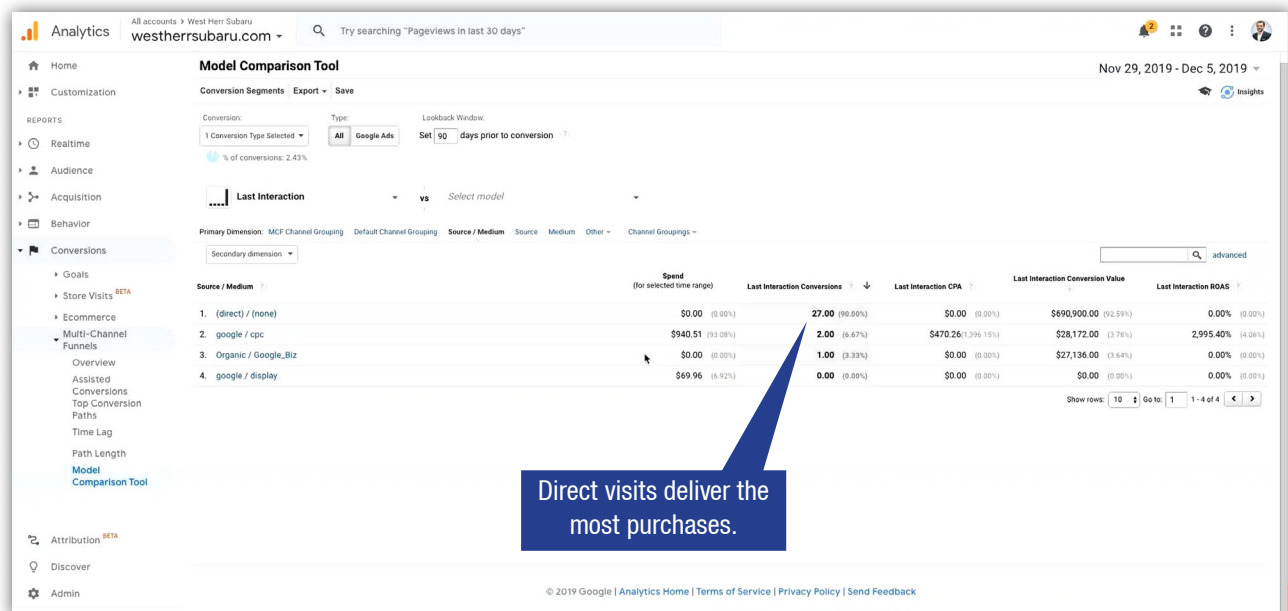 Analytics
All accounts > West Herr Subaru
westherrsubaru.com
Try searching "Pageviews in last 30 days"
2
Home
Customization
REPORTS
Realtime
Audience
Acquisition
Behavior
Conversions
Goals
Store Visits BETA
Ecommerce
Multi-Channel
Funnels
Overview
Assisted
Conversions
Top Conversion
Paths
Time Lag
Path Length
Model
Comparison Tool
Attribution BETA
Discover
Admin
Model Comparison Tool
Nov 29, 2019 - Dec 5, 2019
Conversion Segments Export Save
Insights
Conversion: Type: Lookback Window:
1 Conversion Type Selected All Google Ads Set 90 days prior to conversion ?
% of conversions: 2.43%
Last Interaction vs Select model
Primary Dimension: MCF Channel Grouping Default Channel Grouping Source / Medium Source Medium Other Channel Groupings
Secondary dimension advanced
Source / Medium ? Spend (for selected time range) Last Interaction Conversions ? Last Interaction CPA ? Last Interaction Conversion Value ? Last Interaction ROAS ?
1. (direct) / (none) $0.00 (0.00%) 27.00 (90.00%) $0.00 (0.00%) $690,900.00 (92.59%) 0.00% (0.00%)
2. google / cpc $940.51 (93.08%) 2.00 (6.67%) $470.26 (1,396.15%) $28,172.00 (3.78%) 2,995.40% (4.06%)
3. Organic / Google_Biz $0.00 (0.00%) 1.00 (3.33%) $0.00 (0.00%) $27,136.00 (3.64%) 0.00% (0.00%)
4. google / display $69.96 (6.92%) 0.00 (0.00%) $0.00 (0.00%) $0.00 (0.00%) 0.00% (0.00%)
Show rows: 10 Go to: 1 1 - 4 of 4
Direct visits deliver the
most purchases.
© 2019 Google | Analytics Home | Terms of Service | Privacy Policy | Send Feedback